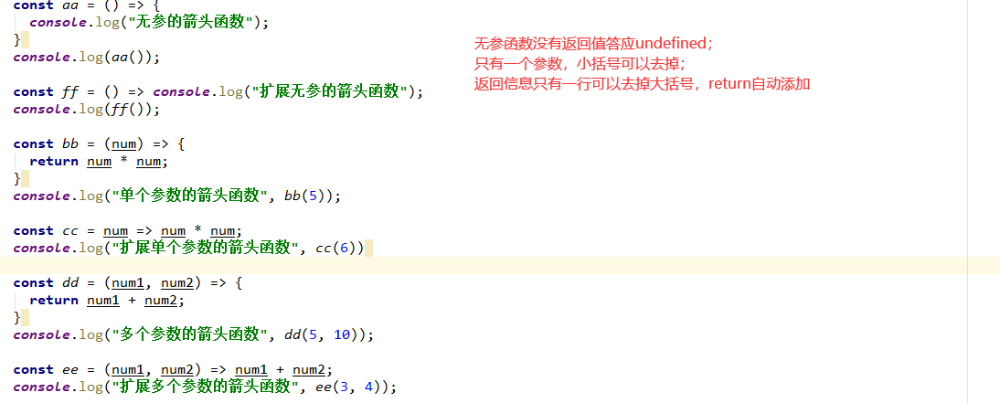 const aa = () => {
  console.log("无参的箭头函数");
}
console.log(aa());
无参函数没有返回值答应undefined；
只有一个参数，小括号可以去掉；
返回信息只有一行可以去掉大括号，return自动添加
const ff = () => console.log("扩展无参的箭头函数");
console.log(ff());
const bb = (num) => {
  return num * num;
}
console.log("单个参数的箭头函数", bb(5));
const cc = num => num * num;
console.log("扩展单个参数的箭头函数", cc(6))
const dd = (num1, num2) => {
  return num1 + num2;
}
console.log("多个参数的箭头函数", dd(5, 10));
const ee = (num1, num2) => num1 + num2;
console.log("扩展多个参数的箭头函数", ee(3, 4));